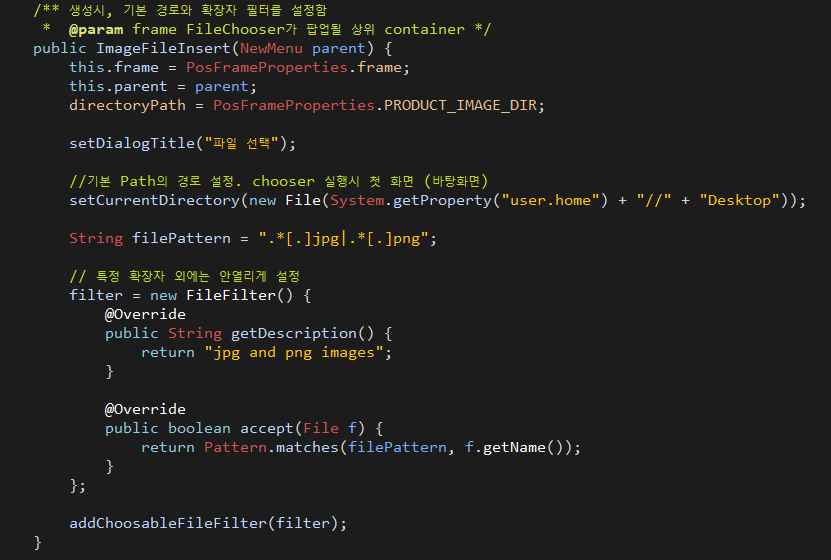 /** 생성시, 기본 경로와 확장자 필터를 설정함
 *  @param frame FileChooser가 팝업될 상위 container */
public ImageFileInsert(NewMenu parent) {
    this.frame = PosFrameProperties.frame;
    this.parent = parent;
    directoryPath = PosFrameProperties.PRODUCT_IMAGE_DIR;

    setDialogTitle("파일 선택");

    //기본 Path의 경로 설정. chooser 실행시 첫 화면 (바탕화면)
    setCurrentDirectory(new File(System.getProperty("user.home") + "//" + "Desktop"));

    String filePattern = ".*[.]jpg|.*[.]png";

    // 특정 확장자 외에는 안열리게 설정
    filter = new FileFilter() {
        @Override
        public String getDescription() {
            return "jpg and png images";
        }

        @Override
        public boolean accept(File f) {
            return Pattern.matches(filePattern, f.getName());
        }
    };

    addChoosableFileFilter(filter);
}